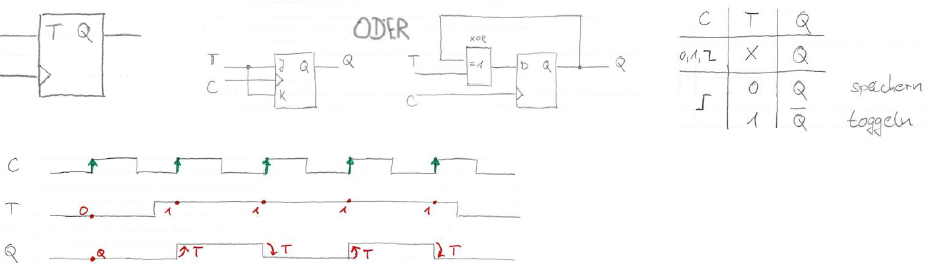 T Q
ODER
T
C
J Q
K
Q
XOR
=1
T
C
D Q
Q
C T Q
0,1,ʅ X Q
0 Q speichern
1 Q̅ toggeln
C
T 0 1 1 1 1
Q Q T T T T